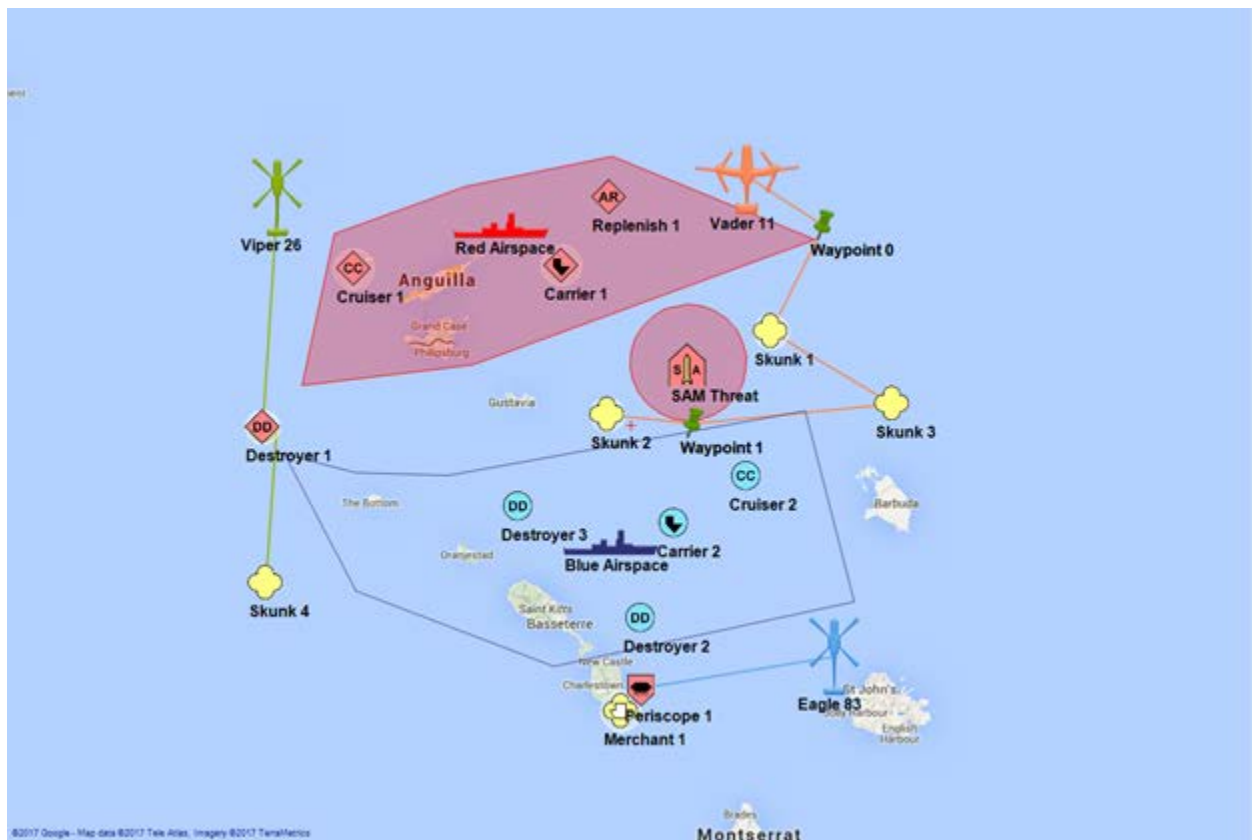 Viper 26
AR
Replenish 1
Vader 11
Waypoint 0
Red Airspace
CC
Cruiser 1
Anguilla
Carrier 1
Grand Case
Philipsburg
Skunk 1
S A
SAM Threat
Gustavia
Skunk 2
Waypoint 1
Skunk 3
DD
Destroyer 1
CC
Cruiser 2
The Bottom
DD
Destroyer 3
Barbuda
Carrier 2
Oranjestad
Blue Airspace
Skunk 4
Saint Kitts
Basseterre
DD
Destroyer 2
New Castle
Charlestown
Periscope 1
Merchant 1
Eagle 83
St John's
Jolly Harbour
English
Harbour
Brades
Montserrat
©2017 Google - Map data ©2017 Tele Atlas, Imagery ©2017 TerraMetrics